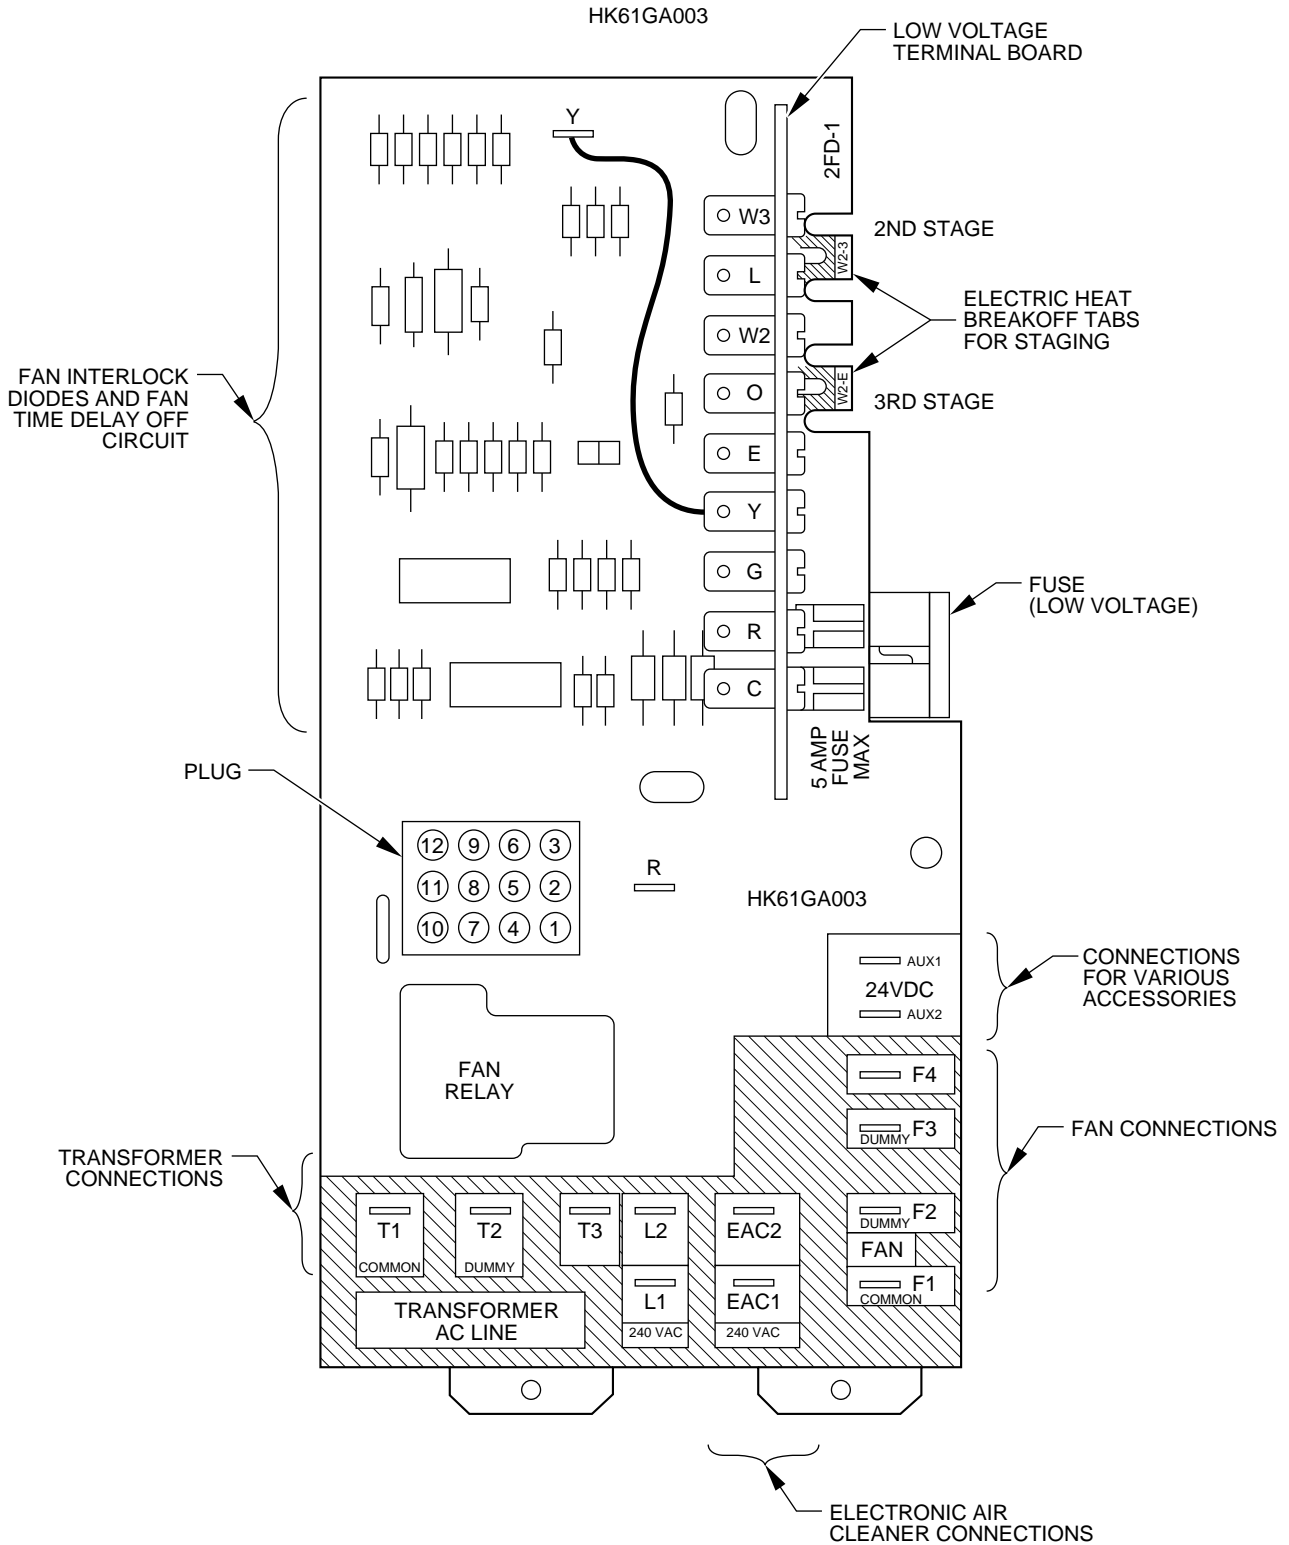 HK61GA003
LOW VOLTAGE
TERMINAL BOARD
Y
2FD-1
W3
2ND STAGE
W2-3
L
ELECTRIC HEAT
BREAKOFF TABS
FOR STAGING
W2
FAN INTERLOCK
DIODES AND FAN
TIME DELAY OFF
CIRCUIT
O
W2-E
3RD STAGE
E
Y
G
FUSE
(LOW VOLTAGE)
R
C
5 AMP
FUSE
MAX
PLUG
12 9 6 3
11 8 5 2
10 7 4 1
R
HK61GA003
AUX1
24VDC
AUX2
CONNECTIONS
FOR VARIOUS
ACCESSORIES
FAN
RELAY
F4
F3
DUMMY
FAN CONNECTIONS
TRANSFORMER
CONNECTIONS
F2
DUMMY
FAN
F1
COMMON
T1
COMMON
T2
DUMMY
T3
L2
EAC2
L1
240 VAC
EAC1
240 VAC
TRANSFORMER
AC LINE
ELECTRONIC AIR
CLEANER CONNECTIONS